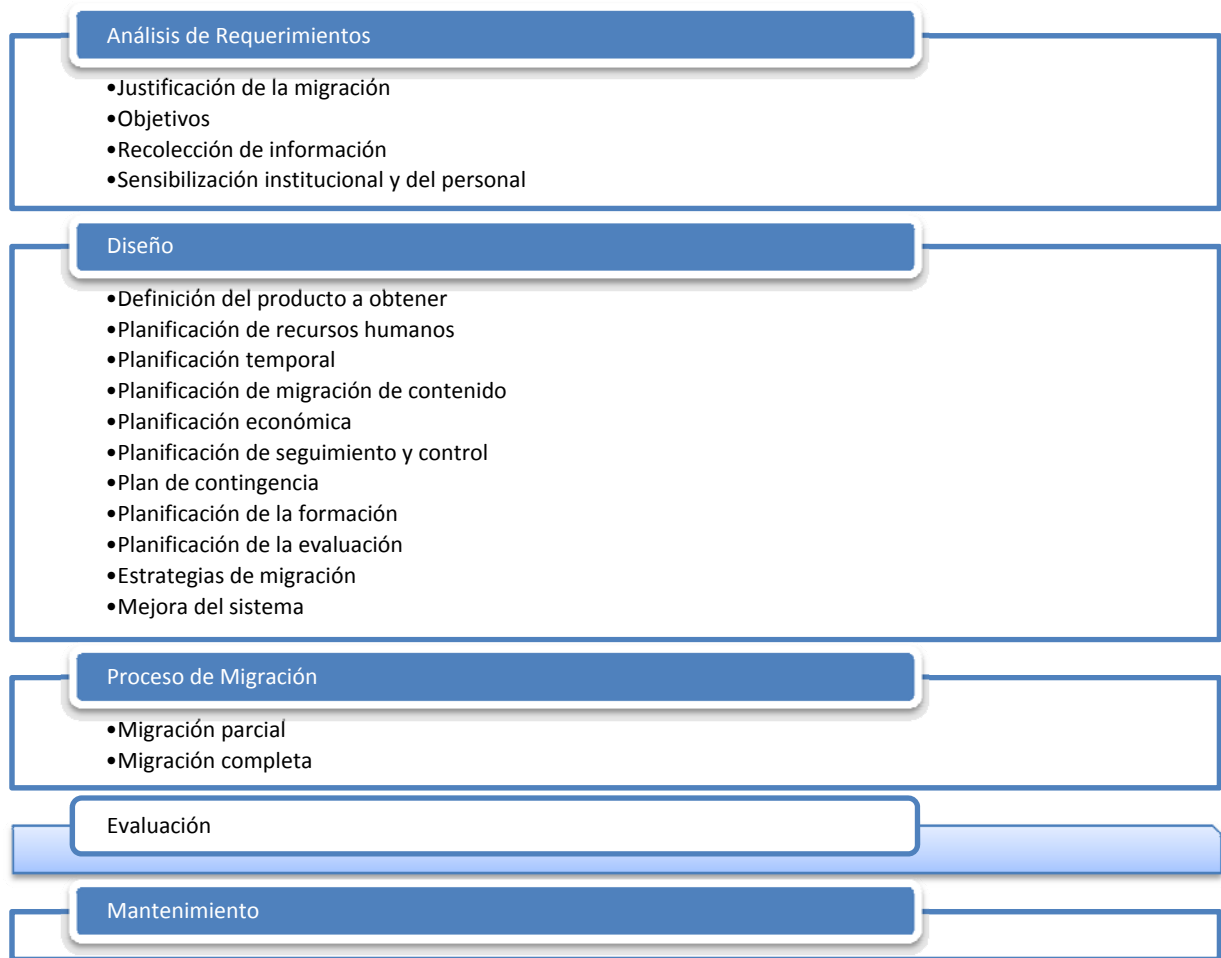 Análisis de Requerimientos
•Justificación de la migración
•Objetivos
•Recolección de información
•Sensibilización institucional y del personal
Diseño
•Definición del producto a obtener
•Planificación de recursos humanos
•Planificación temporal
•Planificación de migración de contenido
•Planificación económica
•Planificación de seguimiento y control
•Plan de contingencia
•Planificación de la formación
•Planificación de la evaluación
•Estrategias de migración
•Mejora del sistema
Proceso de Migración
•Migración parcial
•Migración completa
Evaluación
Mantenimiento